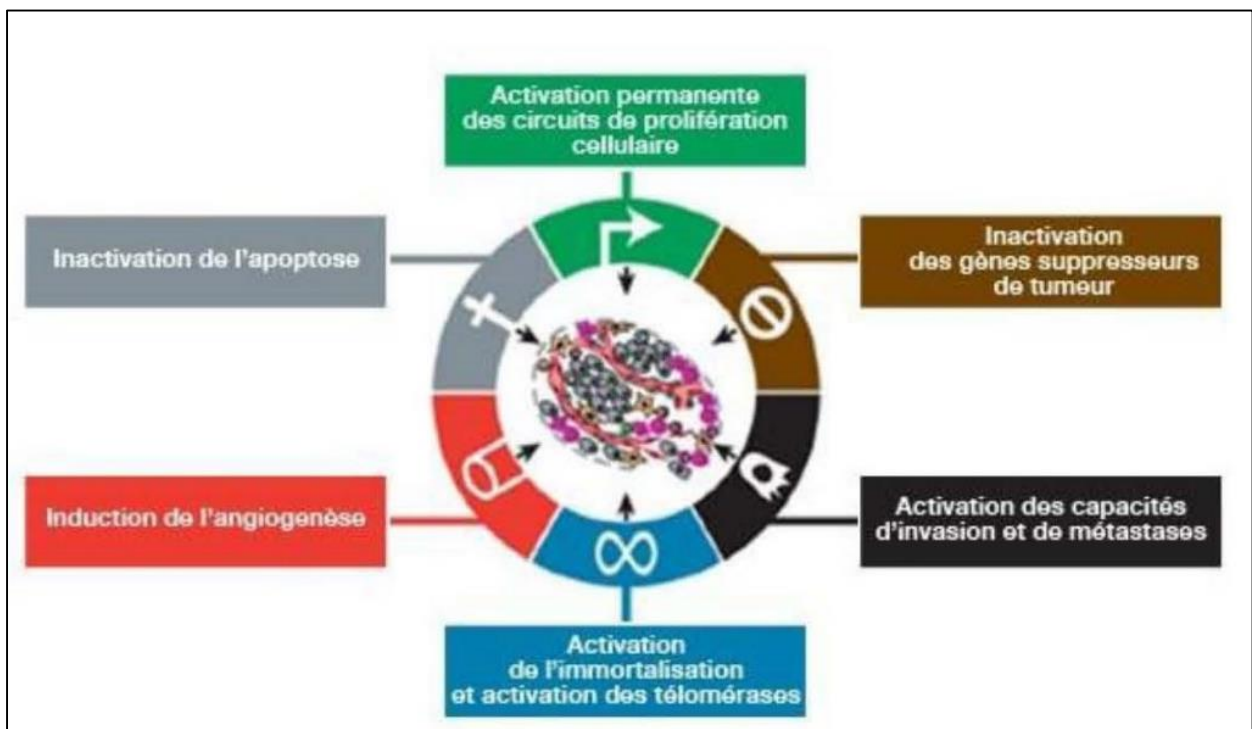 Activation permanente
des circuits de prolifération
cellulaire
Inactivation de l'apoptose
Inactivation
des gènes suppresseurs
de tumeur
Induction de l'angiogenèse
Activation des capacités
d'invasion et de métastases
Activation
de l'immortalisation
et activation des télomérases